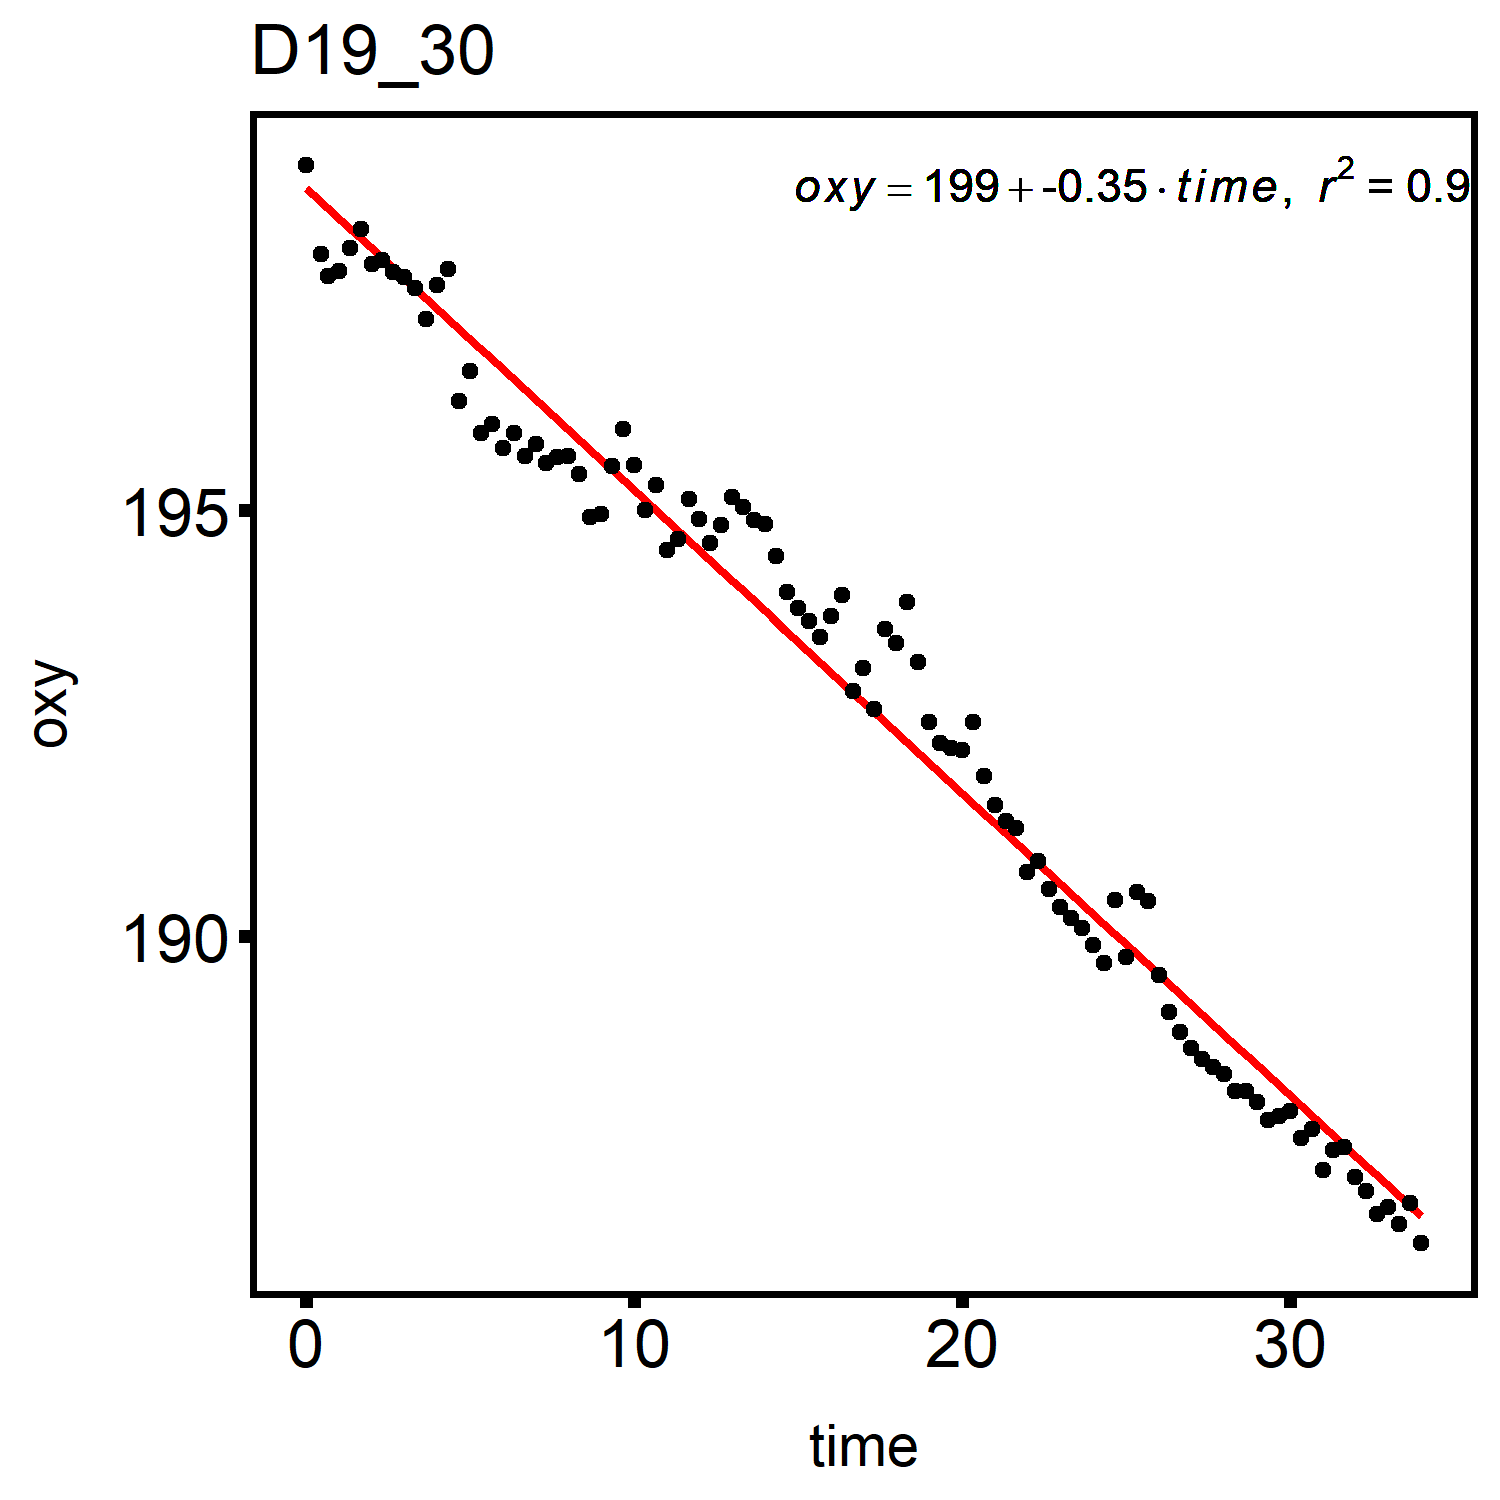 D19_30
oxy = 199 + -0.35 · time, r² = 0.9
oxy
195
190
0 10 20 30
time